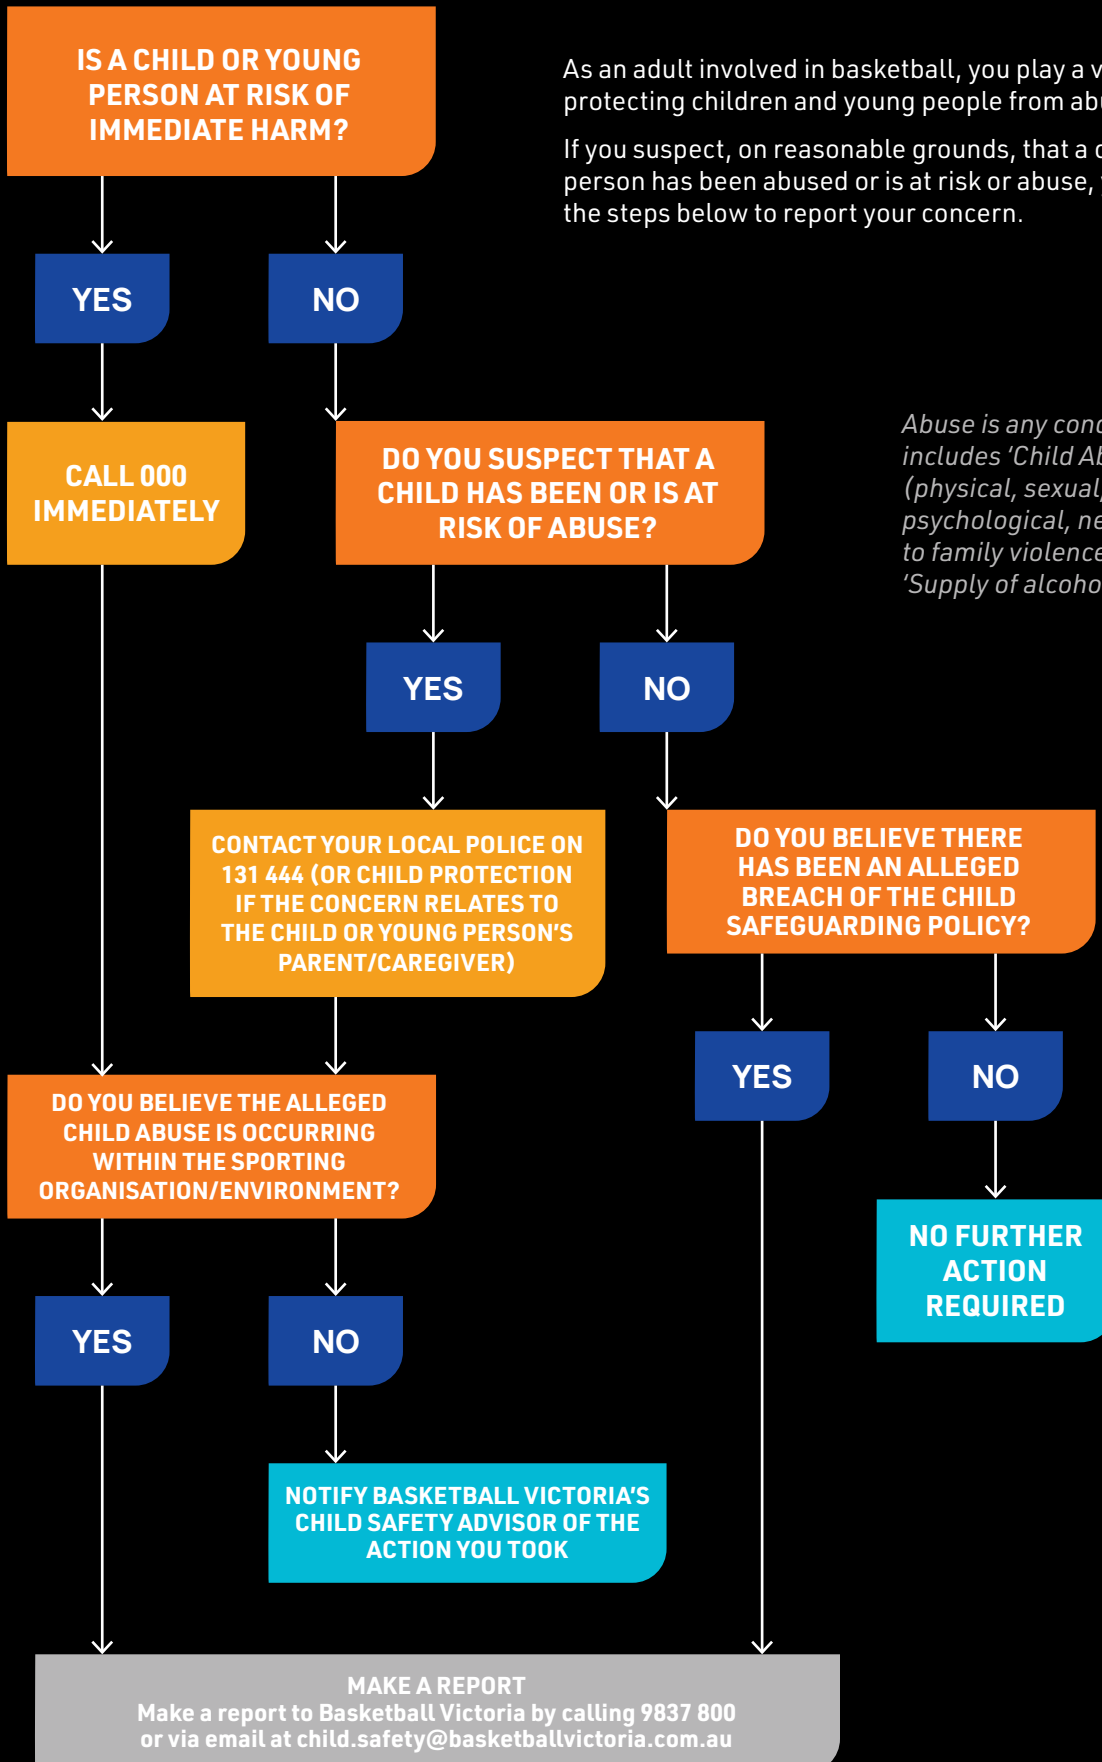 IS A CHILD OR YOUNG
PERSON AT RISK OF
IMMEDIATE HARM?
As an adult involved in basketball, you play a
protecting children and young people from
If you suspect, on reasonable grounds, that a
person has been abused or is at risk or abuse,
the steps below to report your concern.
YES
NO
CALL 000
IMMEDIATELY
DO YOU SUSPECT THAT A
CHILD HAS BEEN OR IS AT
RISK OF ABUSE?
Abuse is any
includes ‘Child
(physical, sexual,
psychological,
to family violence
‘Supply of
YES
NO
CONTACT YOUR LOCAL POLICE ON
131 444 (OR CHILD PROTECTION
IF THE CONCERN RELATES TO
THE CHILD OR YOUNG PERSON’S
PARENT/CAREGIVER)
DO YOU BELIEVE THERE
HAS BEEN AN ALLEGED
BREACH OF THE CHILD
SAFEGUARDING POLICY?
YES
NO
DO YOU BELIEVE THE ALLEGED
CHILD ABUSE IS OCCURRING
WITHIN THE SPORTING
ORGANISATION/ENVIRONMENT?
NO FURTHER
ACTION
REQUIRED
YES
NO
NOTIFY BASKETBALL VICTORIA’S
CHILD SAFETY ADVISOR OF THE
ACTION YOU TOOK
MAKE A REPORT
Make a report to Basketball Victoria by calling 9837 800
or via email at child.safety@basketballvictoria.com.au